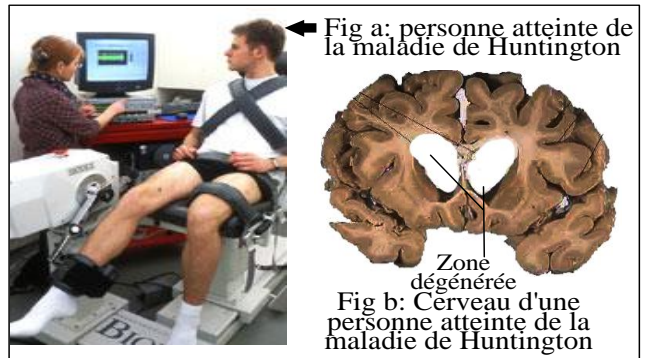 Fig a: personne atteinte de
la maladie de Huntington
Zone
dégénérée
Fig b: Cerveau d'une
personne atteinte de la
maladie de Huntington